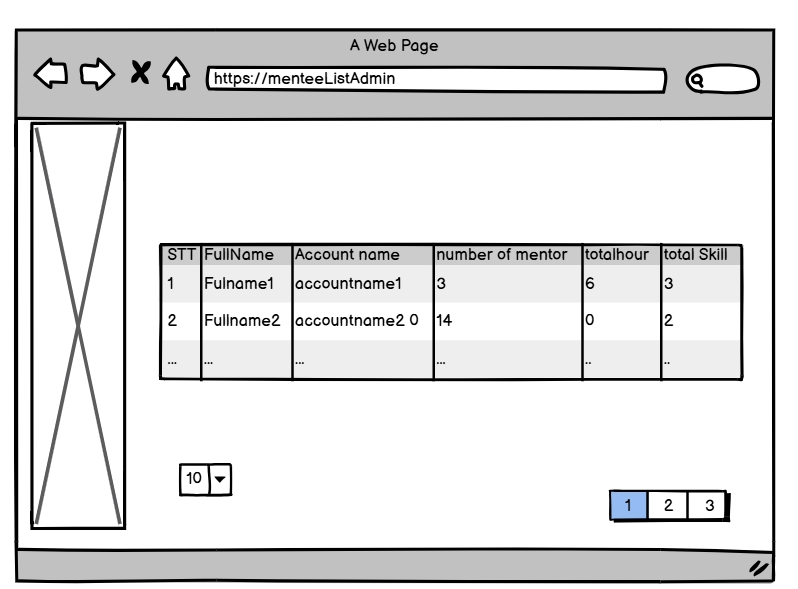 A Web Page
https://menteeListAdmin
STT FullName Account name number of mentor totalhour total Skill
1 Fulname1 accountname1 3 6 3
2 Fullname2 accountname2 0 14 0 2
... ... ... ... .. ..
10
1 2 3